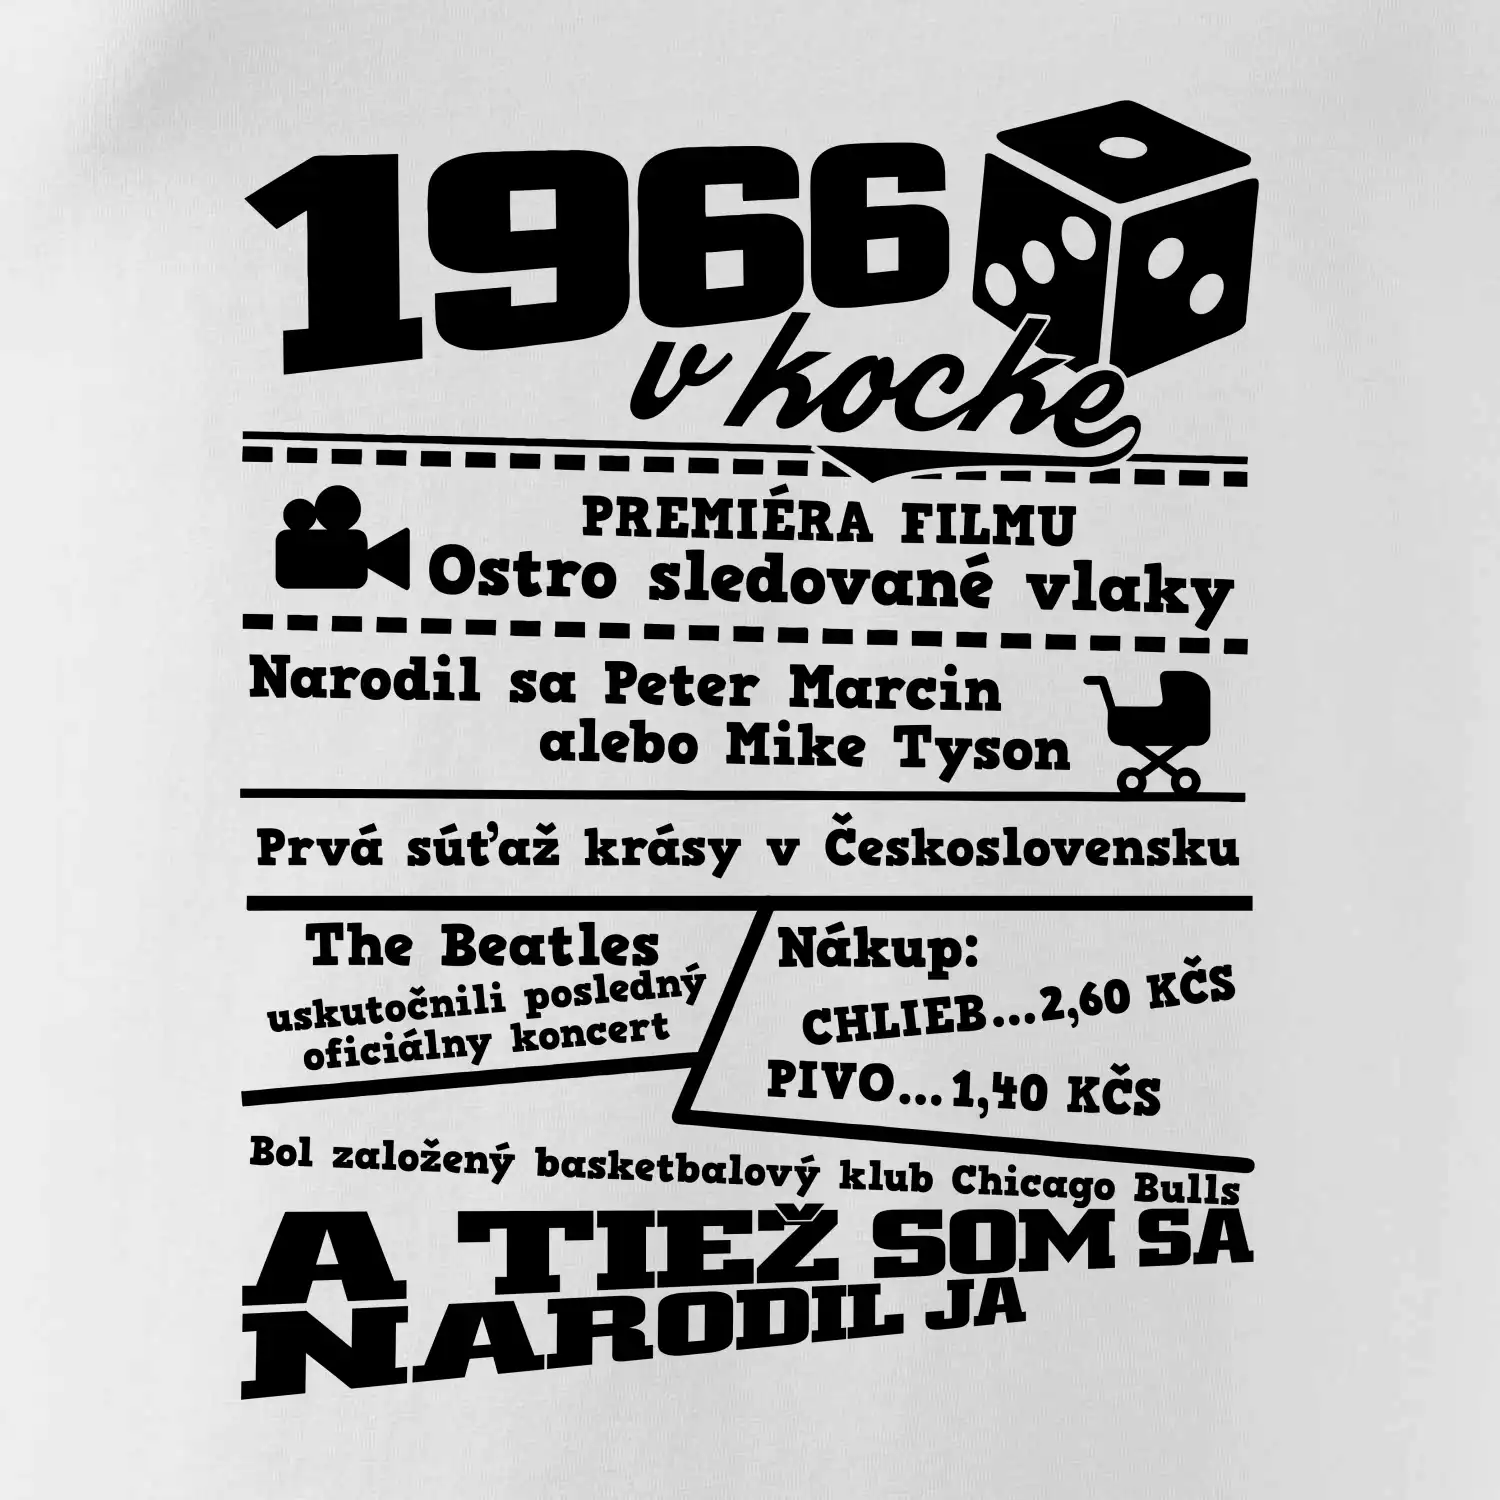 1966
v kocke
PREMIÉRA FILMU
Ostro sledované vlaky
Narodil sa Peter Marcin
alebo Mike Tyson
Prvá súťaž krásy v Československu
The Beatles
uskutočnili posledný
oficiálny koncert
Nákup:
CHLIEB...2,60 KČS
PIVO...1,40 KČS
Bol založený basketbalový klub Chicago Bulls
A TIEŽ SOM SA
NARODIL JA